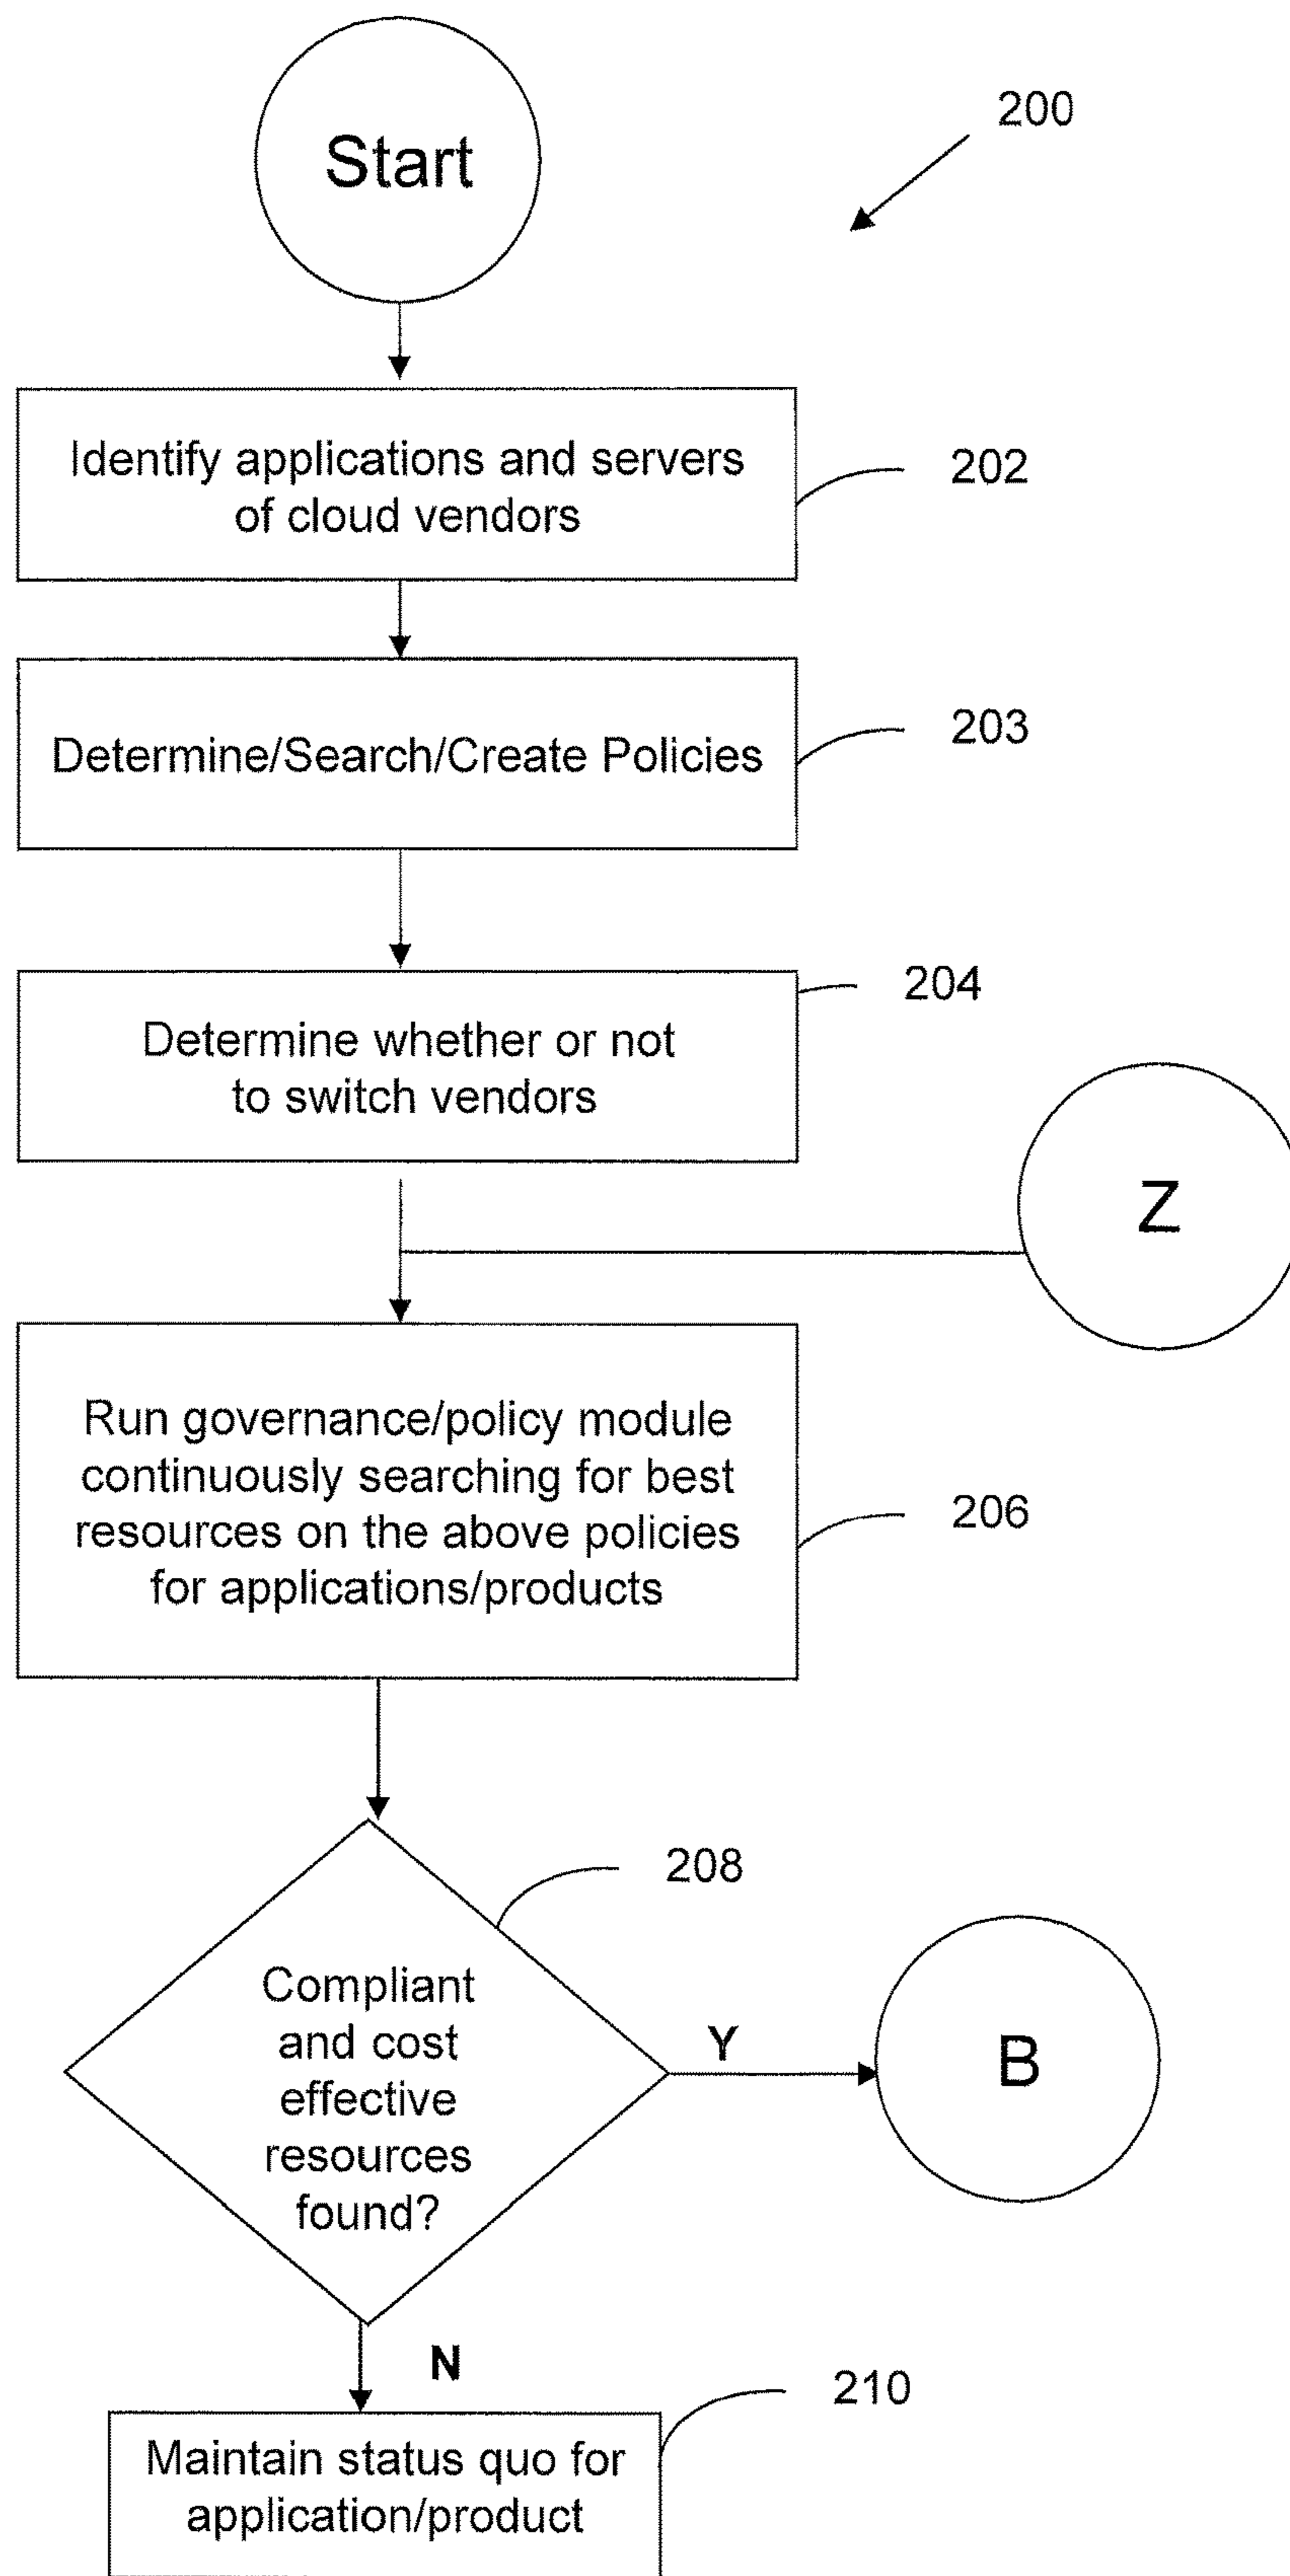 Start
200
Identify applications and servers
of cloud vendors
202
Determine/Search/Create Policies
203
Determine whether or not
to switch vendors
204
Z
Run governance/policy module
continuously searching for best
resources on the above policies
for applications/products
206
Compliant
and cost
effective
resources
found?
208
Y
B
N
Maintain status quo for
application/product
210